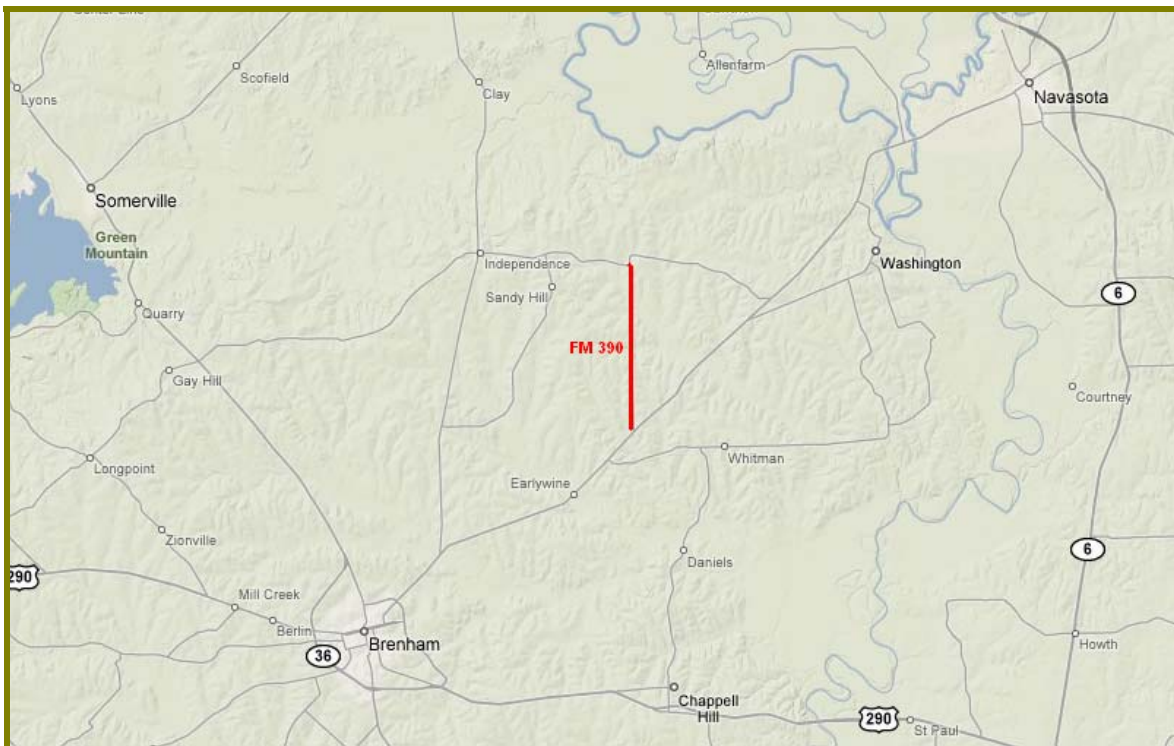 Scofield
Lyons
Clay
Allenfarm
Navasota
Somerville
Green
Mountain
Independence
Washington
Sandy Hill
Quarry
6
FM 390
Gay Hill
Courtney
Longpoint
Whitman
Earlywine
Zionville
6
Daniels
290
Mill Creek
Berlin
Brenham
36
Howth
Chappell
Hill
290
St Paul